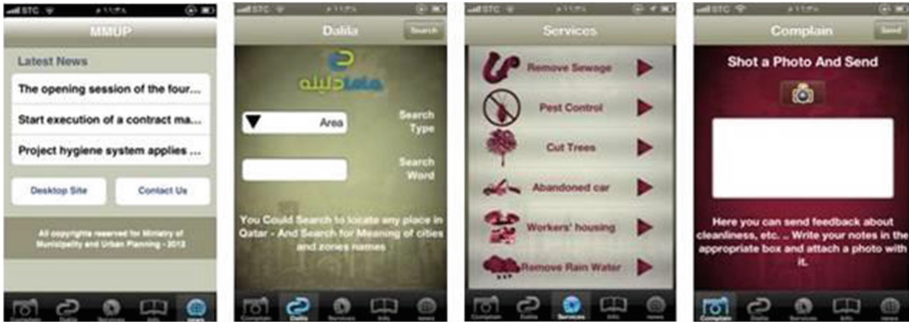 STC
MMUP
Latest News
The opening session of the four...
Start execution of a contract ma...
Project hygiene system applies ...
Desktop Site
Contact Us
All copyrights reserved for Ministry of
Municipality and Urban Planning - 2012
Complain
Dalila
Services
Info
news
STC
Dalila
Search
Area
Search
Type
Search
Word
You Could Search to locate any place in
Qatar - And Search for Meaning of cities
and zones names
Complain
Dalila
Services
Info
news
STC
Services
Remove Sewage
Pest Control
Cut Trees
Abandoned car
Workers' housing
Remove Rain Water
Complain
Dalila
Services
Info
news
STC
Complain
Send
Shot a Photo And Send
Here you can send feedback about
cleanliness, etc. .. Write your notes in the
appropriate box and attach a photo with
it.
Complain
Dalila
Services
Info
news